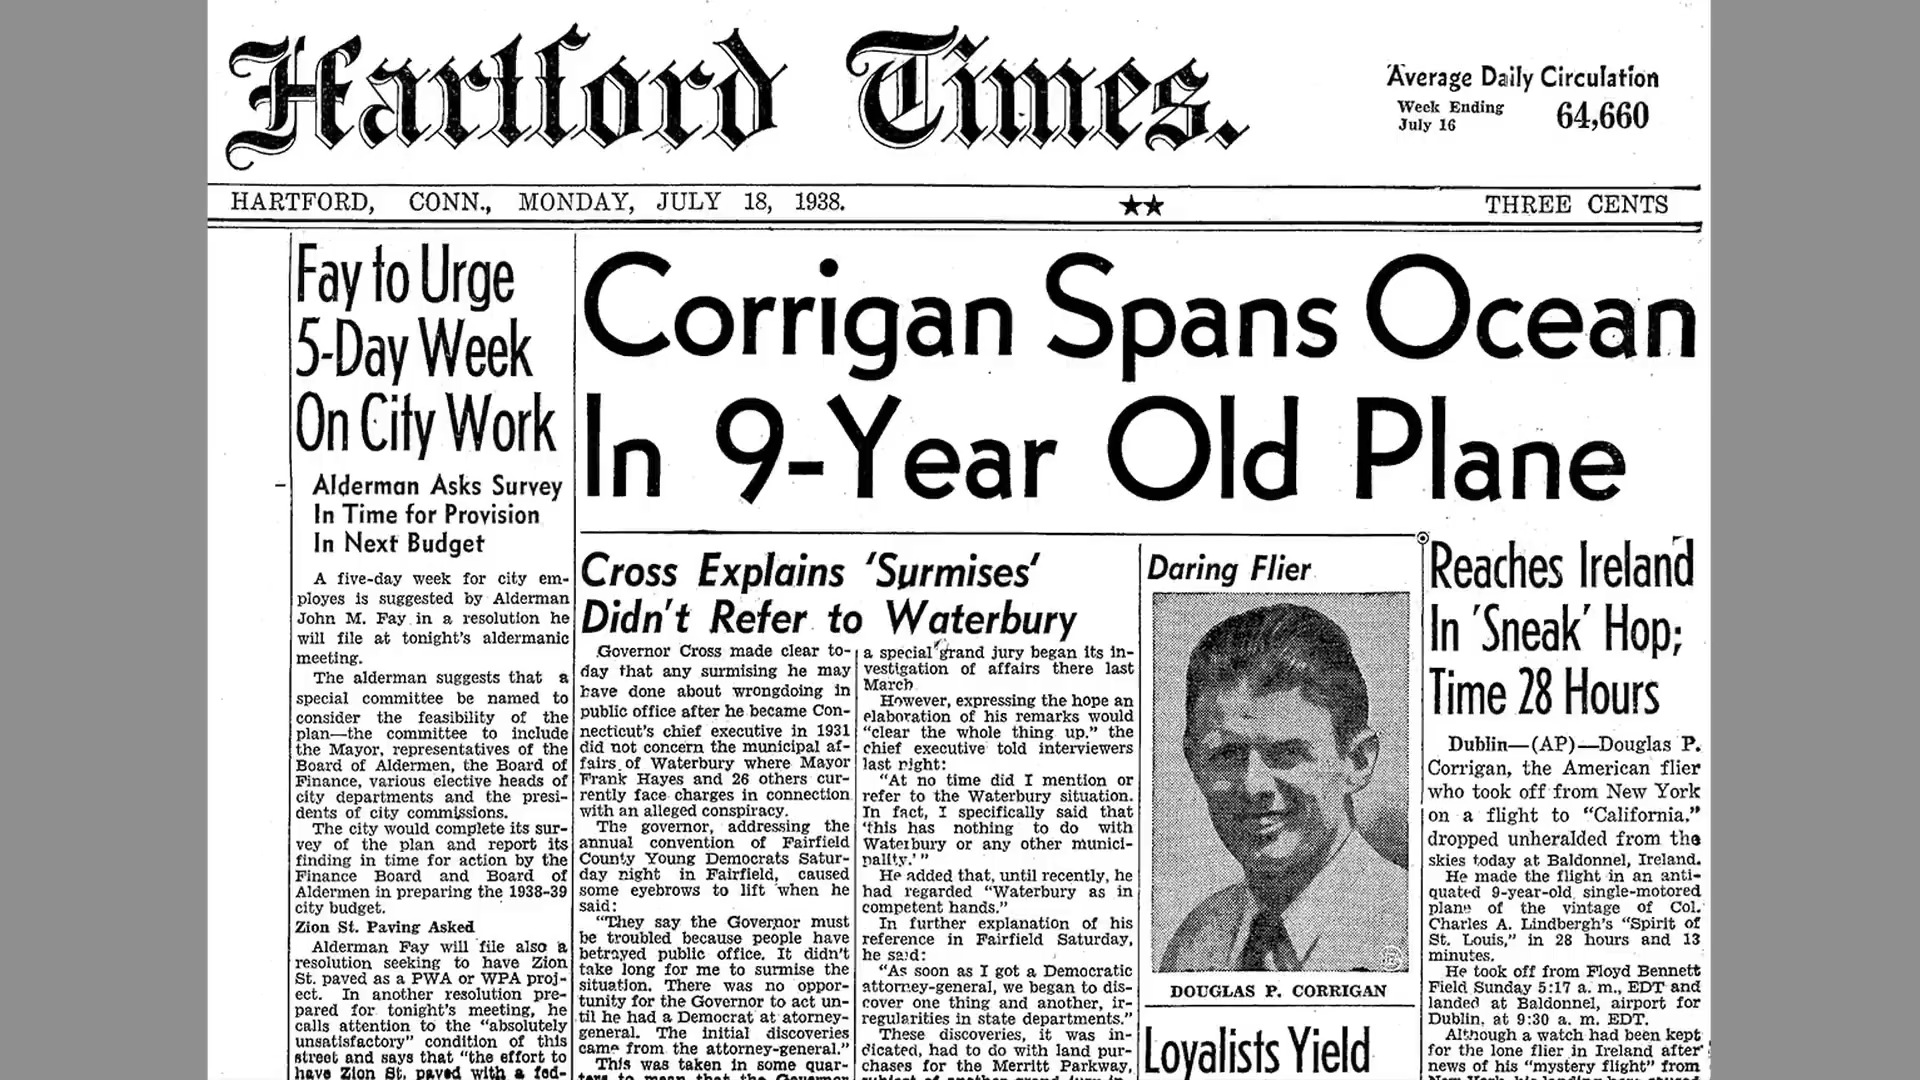 Hartford Times.
Average Daily Circulation
Week Ending
July 16
64,660
HARTFORD, CONN., MONDAY, JULY 18, 1938.
★★
THREE CENTS
Fay to Urge
5-Day Week
On City Work
Alderman Asks Survey
In Time for Provision
In Next Budget
A five-day week for city em-
ployes is suggested by Alderman
John M. Fay in a resolution he
will file at tonight's aldermanic
meeting.
The alderman suggests that a
special committee be named to
consider the feasibility of the
plan—the committee to include
the Mayor, representatives of the
Board of Aldermen, the Board of
Finance, various elective heads of
city departments and the presi-
dents of city commissions.
The city would complete its sur-
vey of the plan and report its
finding in time for action by the
Finance Board and Board of
Aldermen in preparing the 1938-39
city budget.
Zion St. Paving Asked
Alderman Fay will file also a
resolution seeking to have Zion
St. paved as a PWA or WPA proj-
ect. In another resolution pre-
pared for tonight's meeting, he
calls attention to the "absolutely
unsatisfactory" condition of this
street and says that "the effort to
have Zion St. paved with a fed-
Corrigan Spans Ocean
In 9-Year Old Plane
Cross Explains 'Surmises'
Didn't Refer to Waterbury
Governor Cross made clear to-
day that any surmising he may
have done about wrongdoing in
public office after he became Con-
necticut's chief executive in 1931
did not concern the municipal af-
fairs of Waterbury where Mayor
Frank Hayes and 26 others cur-
rently face charges in connection
with an alleged conspiracy.
The governor, addressing the
annual convention of Fairfield
County Young Democrats Satur-
day night in Fairfield, caused
some eyebrows to lift when he
said:
"They say the Governor must
be troubled because people have
betrayed public office. It didn't
take long for me to surmise the
situation. There was no oppor-
tunity for the Governor to act un-
til he had a Democrat at atorney-
general. The initial discoveries
came from the attorney-general."
This was taken in some quar-
ters to mean that the Governor
a special grand jury began its in-
vestigation of affairs there last
March
However, expressing the hope an
elaboration of his remarks would
"clear the whole thing up." the
chief executive told interviewers
last night:
"At no time did I mention or
refer to the Waterbury situation.
In fact, I specifically said that
'this has nothing to do with
Waterbury or any other munici-
pality.'"
He added that, until recently, he
had regarded "Waterbury as in
competent hands."
In further explanation of his
reference in Fairfield Saturday,
he said:
"As soon as I got a Democratic
attorney-general, we began to dis-
cover one thing and another, ir-
regularities in state departments."
These discoveries, it was in-
dicated, had to do with land pur-
chases for the Merritt Parkway,
subject of another grand jury in-
Daring Flier
DOUGLAS P. CORRIGAN
Loyalists Yield
Reaches Ireland
In 'Sneak' Hop;
Time 28 Hours
Dublin—(AP)—Douglas P.
Corrigan, the American flier
who took off from New York
on a flight to "California."
dropped unheralded from the
skies today at Baldonnel, Ireland.
He made the flight in an anti-
quated 9-year-old single-motored
plane of the vintage of Col.
Charles A. Lindbergh's "Spirit of
St. Louis," in 28 hours and 13
minutes.
He took off from Floyd Bennett
Field Sunday 5:17 a. m., EDT and
landed at Baldonnel, airport for
Dublin, at 9:30 a. m. EDT.
Although a watch had been kept
for the lone flier in Ireland after
news of his "mystery flight" from